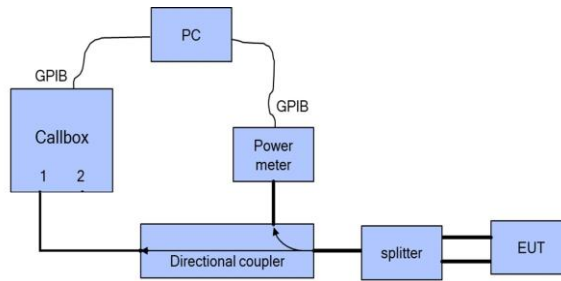 PC
GPIB
GPIB
Callbox
1 2
Power
meter
Directional coupler
splitter
EUT